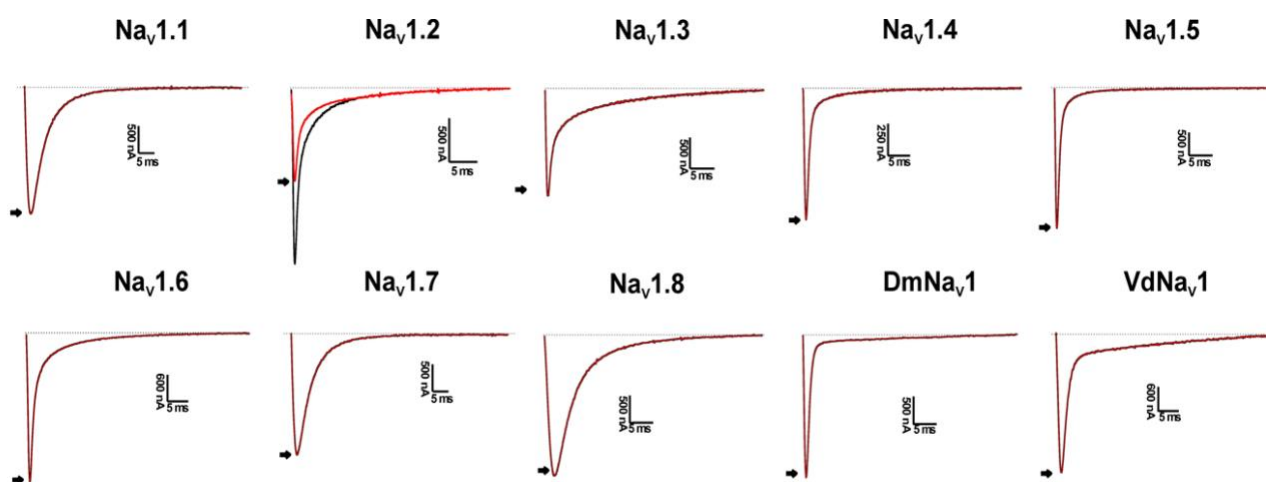 Naᵥ1.1 Naᵥ1.2 Naᵥ1.3 Naᵥ1.4 Naᵥ1.5
500 nA
5 ms
500 nA
5 ms
500 nA
5 ms
250 nA
5 ms
500 nA
5 ms
Naᵥ1.6 Naᵥ1.7 Naᵥ1.8 DmNaᵥ1 VdNaᵥ1
600 nA
5 ms
500 nA
5 ms
500 nA
5 ms
500 nA
5 ms
600 nA
5 ms